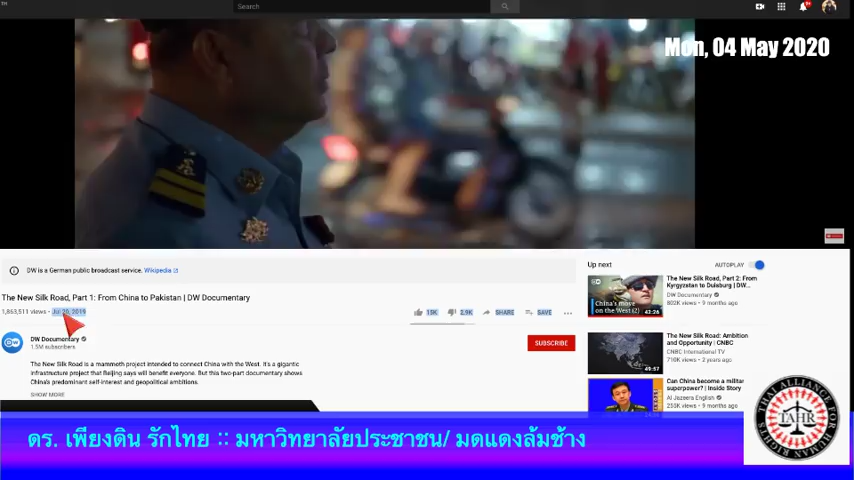 Search
Mon, 04 May 2020
DW is a German public broadcast service. Wikipedia
The New Silk Road, Part 1: From China to Pakistan | DW Documentary
1,863,511 views • Jul 20, 2019
15K
2.9K
SHARE
SAVE
DW Documentary
1.5M subscribers
SUBSCRIBE
The New Silk Road is a mammoth project intended to connect China with the West. It's a gigantic
infrastructure project that Beijing says will benefit everyone. But this two-part documentary shows
China's predominant self-interest and geopolitical ambitions.
SHOW MORE
Up next
AUTOPLAY
China's move
on the West (2)
42:26
The New Silk Road, Part 2: From
Kyrgyzstan to Duisburg | DW...
DW Documentary
802K views • 9 months ago
49:57
The New Silk Road: Ambition
and Opportunity | CNBC
CNBC International TV
710K views • 2 years ago
Can China become a militar
superpower? | Inside Story
Al Jazeera English
255K views • 9 months ago
ดร. เพียงดิน รักไทย :: มหาวิทยาลัยประชาชน/ มดแดงล้มช้าง
THAI ALLIANCE
FOR HUMAN RIGHTS
TAHR